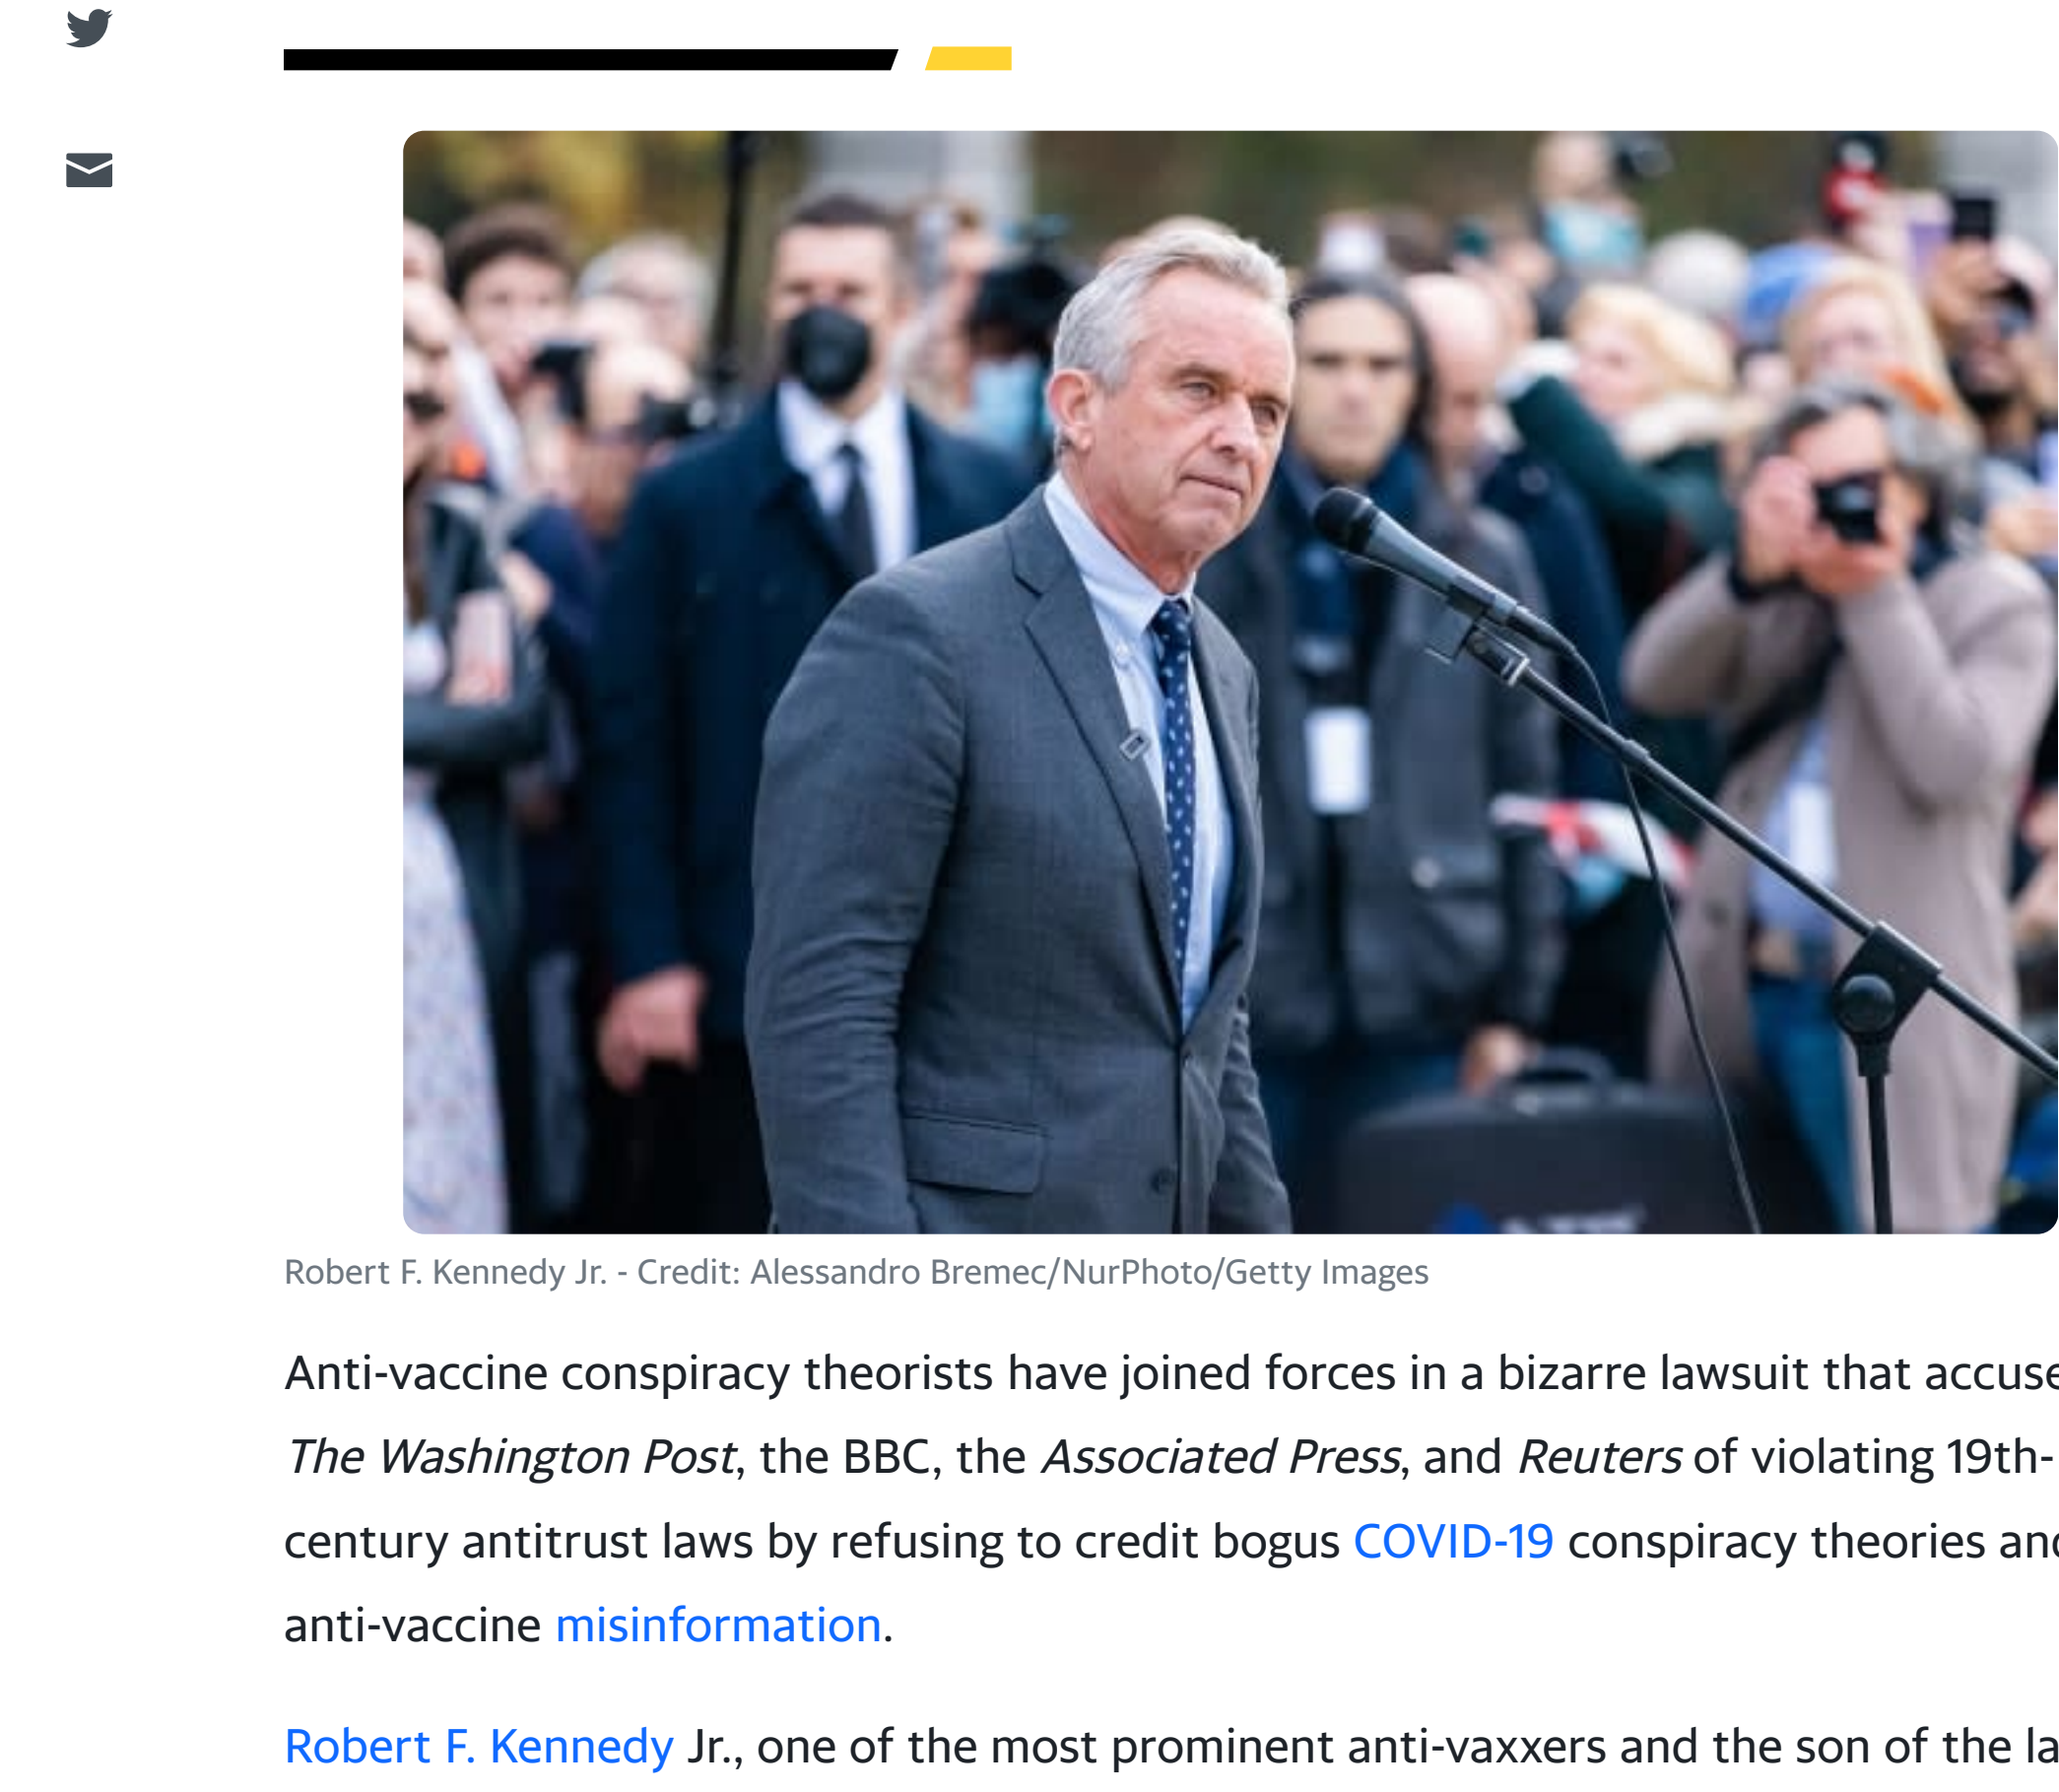 Robert F. Kennedy Jr. - Credit: Alessandro Bremec/NurPhoto/Getty Images
Anti-vaccine conspiracy theorists have joined forces in a bizarre lawsuit that accuse
The Washington Post, the BBC, the Associated Press, and Reuters of violating 19th-
century antitrust laws by refusing to credit bogus COVID-19 conspiracy theories and
anti-vaccine misinformation.
Robert F. Kennedy Jr., one of the most prominent anti-vaxxers and the son of the la